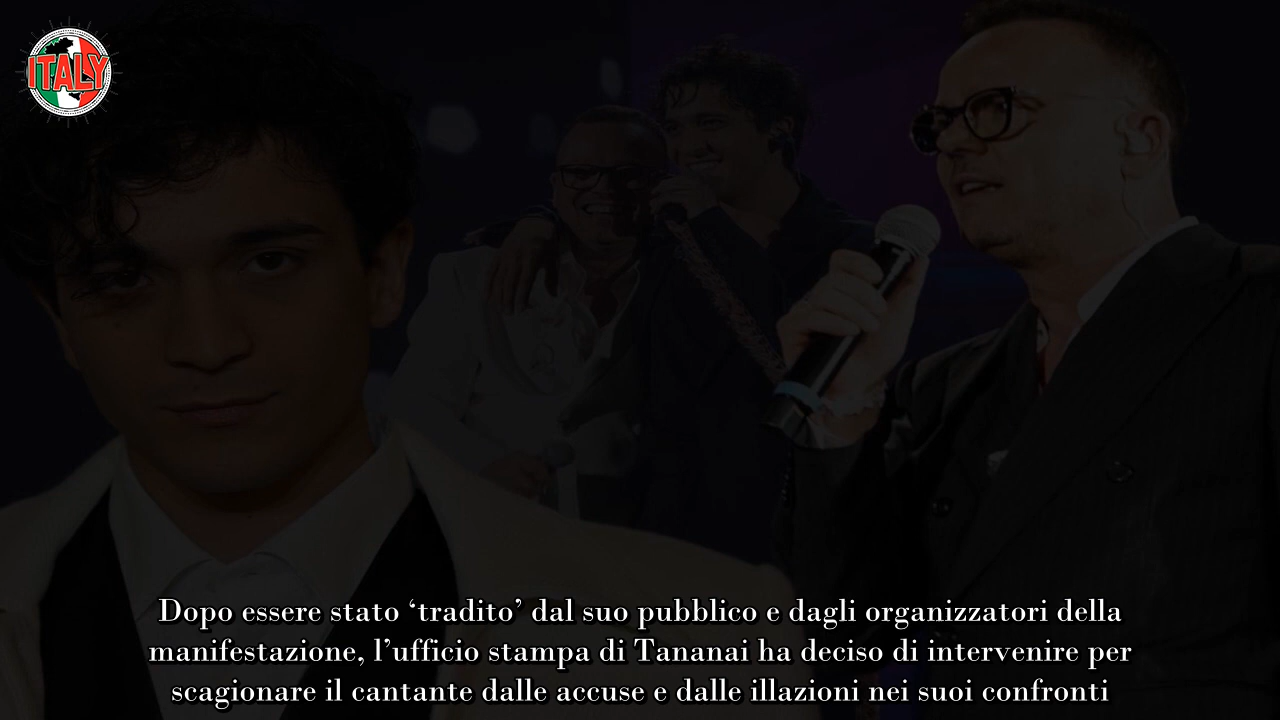 ITALY
Dopo essere stato ‘tradito’ dal suo pubblico e dagli organizzatori della
manifestazione, l’ufficio stampa di Tananai ha deciso di intervenire per
scagionare il cantante dalle accuse e dalle illazioni nei suoi confronti